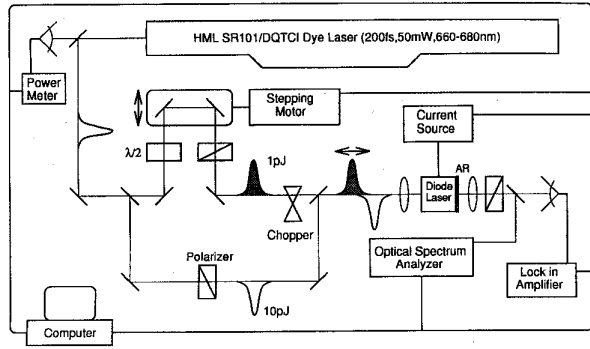 HML SR101/DQTCI Dye Laser (200fs,50mW,660-680nm)
Power
Meter
Stepping
Motor
Current
Source
λ/2
1pJ
AR
Diode
Laser
Chopper
Polarizer
Optical Spectrum
Analyzer
Lock in
Amplifier
10pJ
Computer